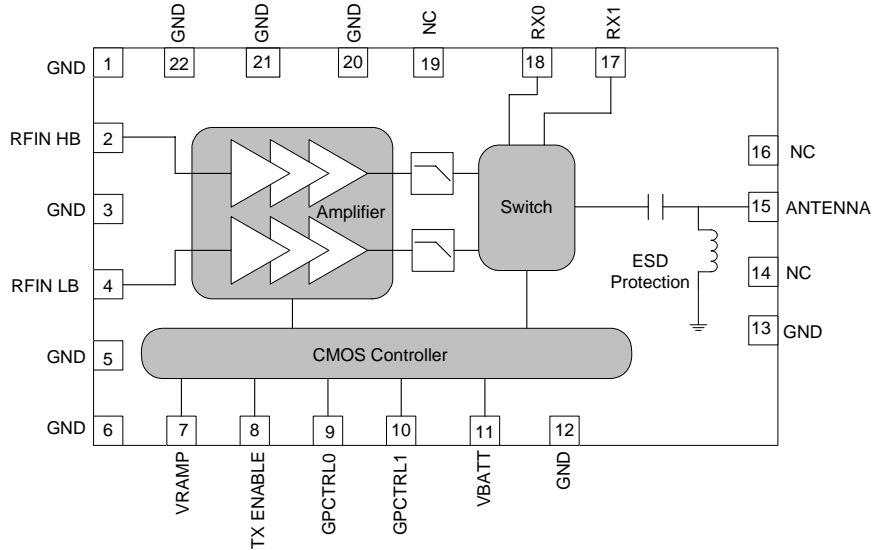 GND
GND
GND
NC
RX0
RX1
GND
1
22
21
20
19
18
17
RFIN HB
2
16
NC
GND
3
Amplifier
Switch
15
ANTENNA
RFIN LB
4
ESD
Protection
14
NC
13
GND
GND
5
CMOS Controller
GND
6
7
8
9
10
11
12
VRAMP
TX ENABLE
GPCTRL0
GPCTRL1
VBATT
GND